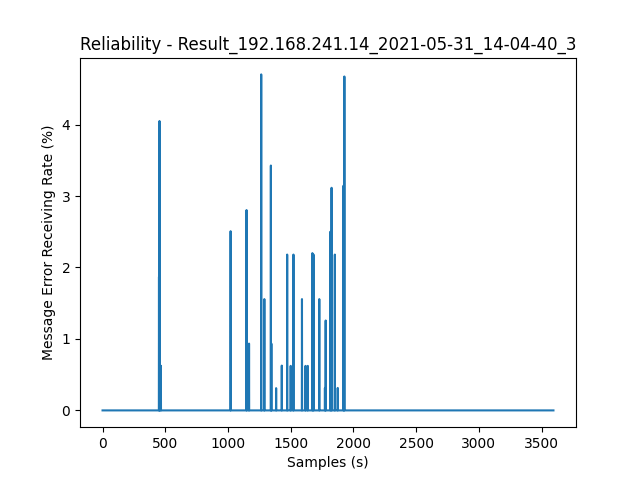 Reliability - Result_192.168.241.14_2021-05-31_14-04-40_3
Message Error Receiving Rate (%)
4
3
2
1
0
0 500 1000 1500 2000 2500 3000 3500
Samples (s)